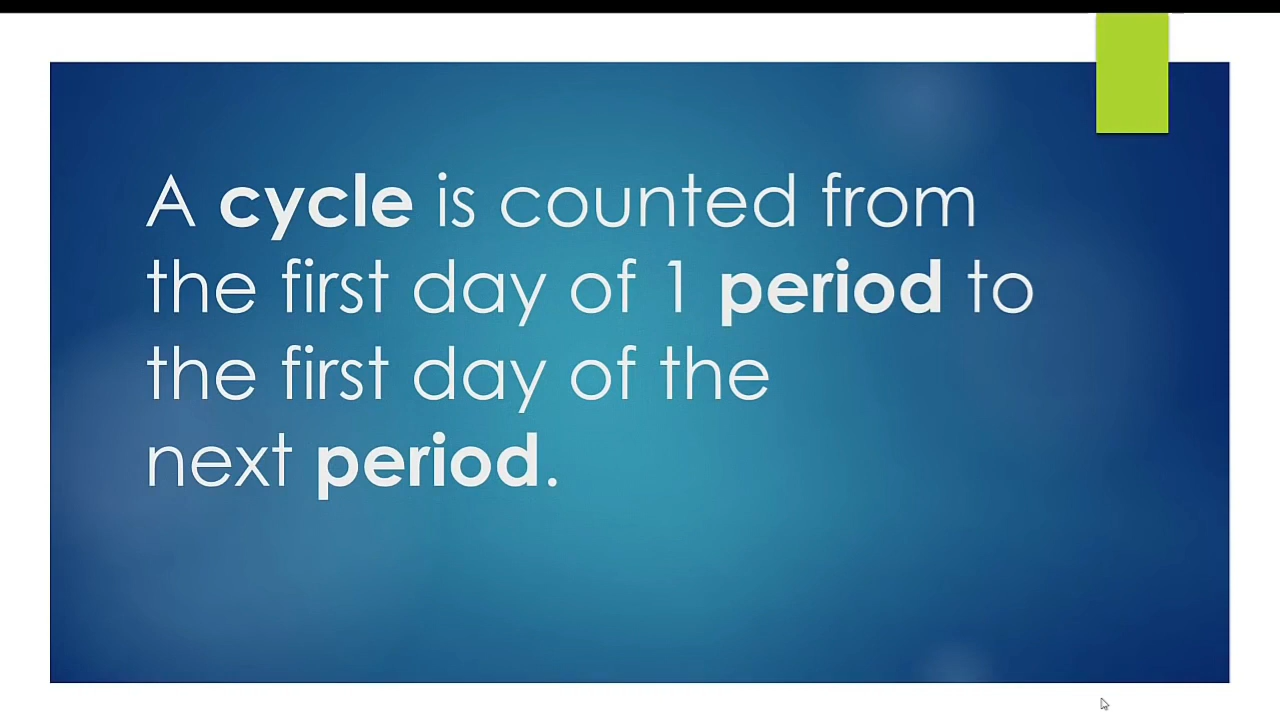 A cycle is counted from
the first day of 1 period to
the first day of the
next period.